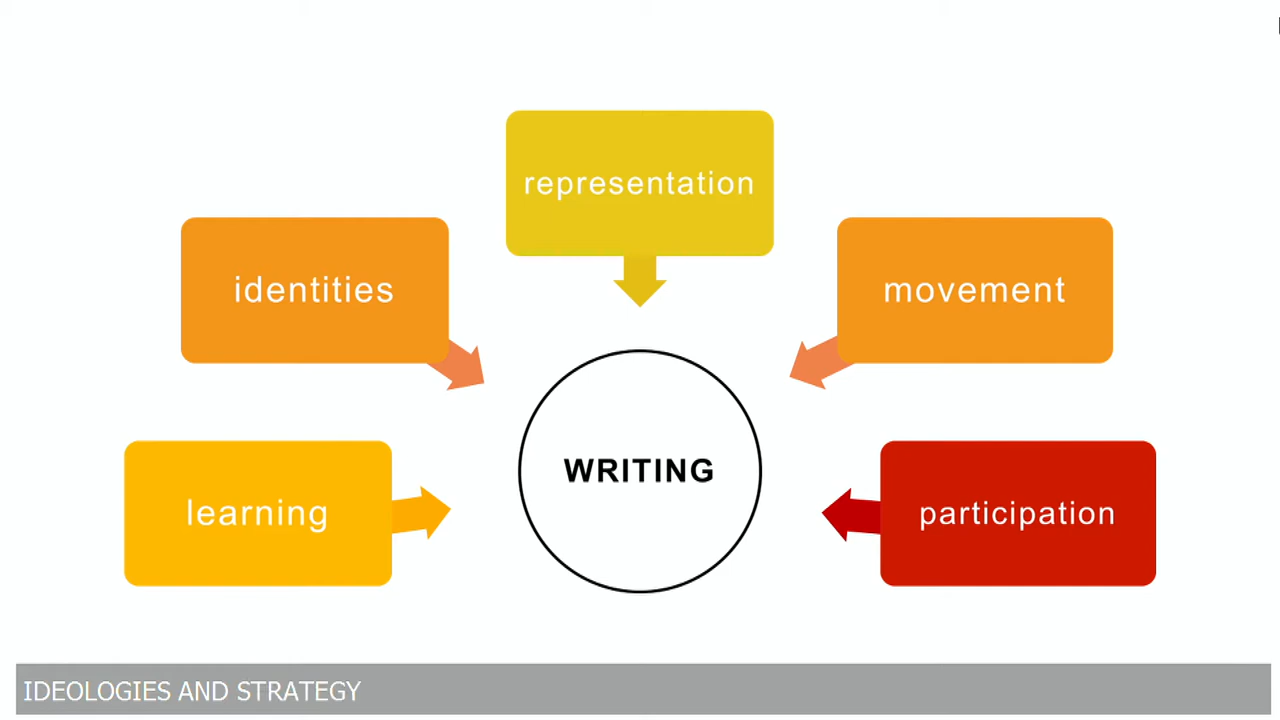 representation
identities
movement
WRITING
learning
participation
IDEOLOGIES AND STRATEGY